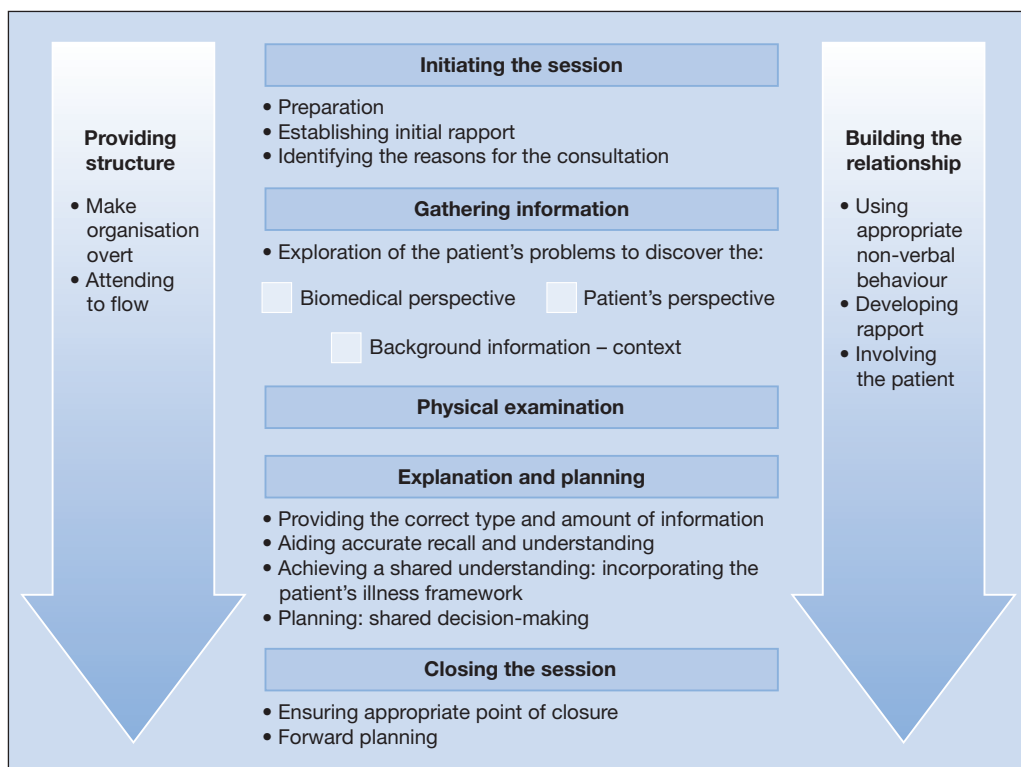 Providing
structure
• Make
organisation
overt
• Attending
to flow
Initiating the session
• Preparation
• Establishing initial rapport
• Identifying the reasons for the consultation
Gathering information
• Exploration of the patient’s problems to discover the:
Biomedical perspective
Patient’s perspective
Background information – context
Physical examination
Explanation and planning
• Providing the correct type and amount of information
• Aiding accurate recall and understanding
• Achieving a shared understanding: incorporating the
patient’s illness framework
• Planning: shared decision-making
Closing the session
• Ensuring appropriate point of closure
• Forward planning
Building the
relationship
• Using
appropriate
non-verbal
behaviour
• Developing
rapport
• Involving
the patient